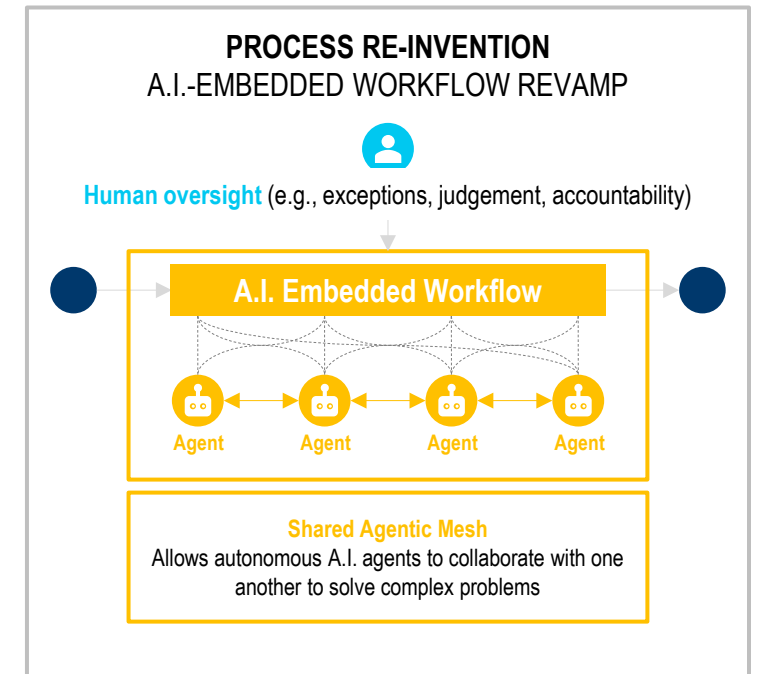 PROCESS RE-INVENTION
A.I.-EMBEDDED WORKFLOW REVAMP
Human oversight (e.g., exceptions, judgement, accountability)
A.I. Embedded Workflow
Agent Agent Agent Agent
Shared Agentic Mesh
Allows autonomous A.I. agents to collaborate with one
another to solve complex problems